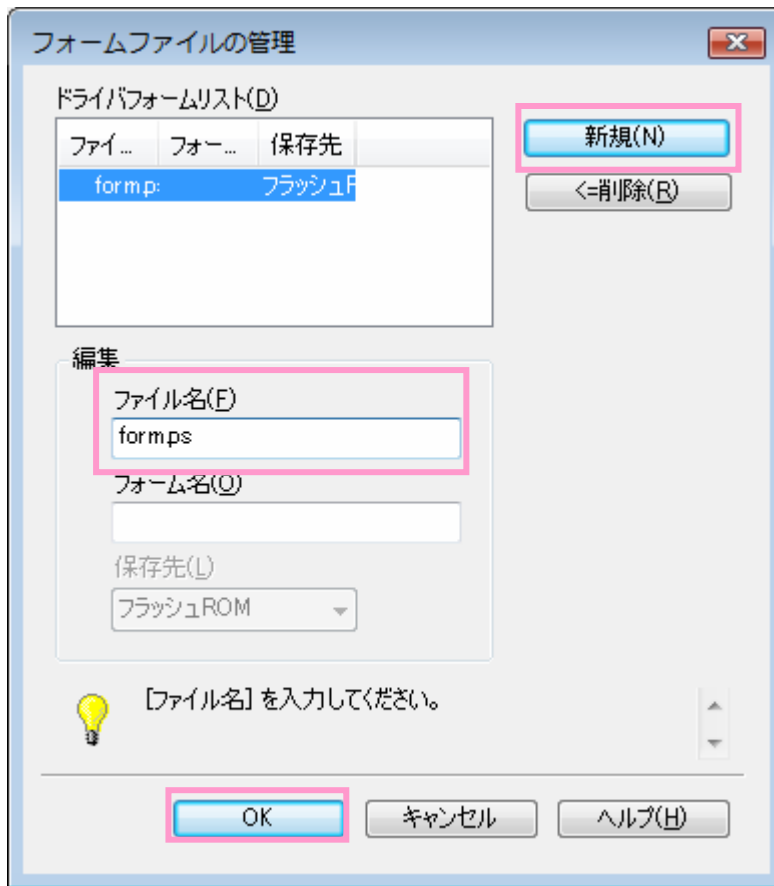 フォームファイルの管理
ドライバフォームリスト(D)
新規(N)
ファイ... フォー... 保存先
form.p: フラッシュF
<=削除(R)
編集
ファイル名(F)
form.ps
フォーム名(O)
保存先(L)
フラッシュROM
[ファイル名] を入力してください。
OK キャンセル ヘルプ(H)